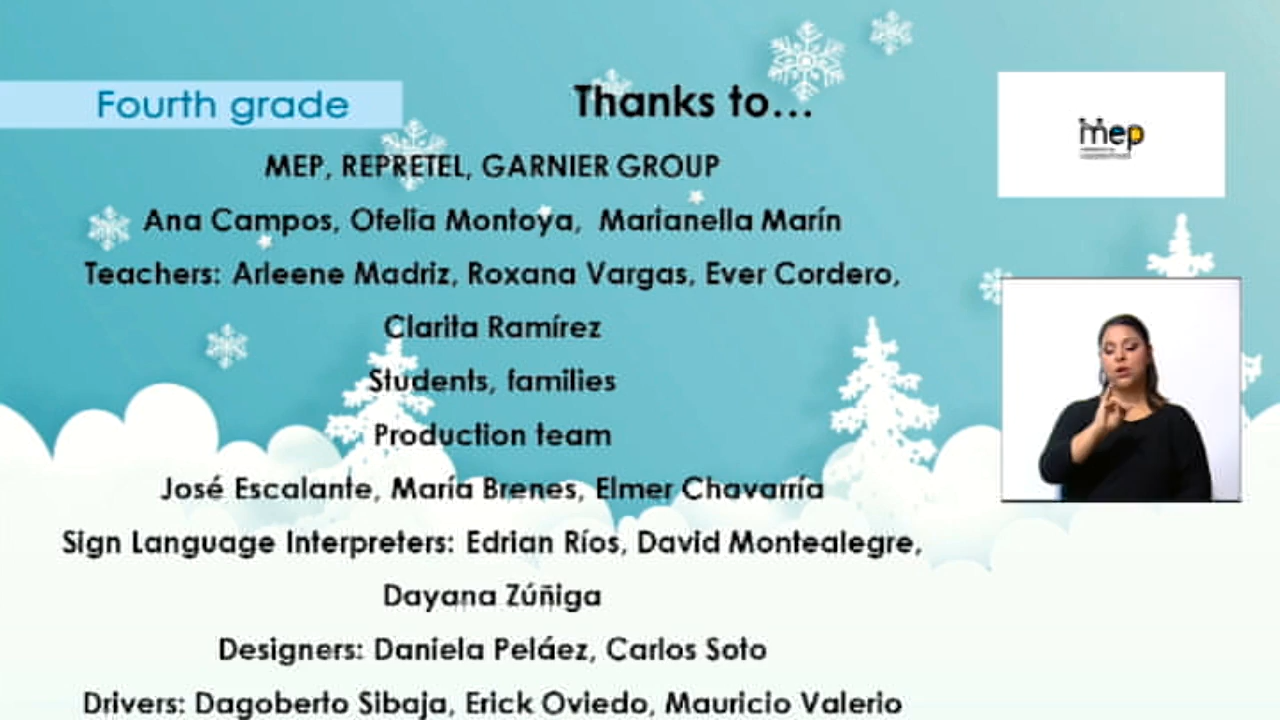 Fourth grade
Thanks to...
MEP, REPRETEL, GARNIER GROUP
Ana Campos, Ofelia Montoya, Marianella Marín
Teachers: Arleene Madriz, Roxana Vargas, Ever Cordero,
Clarita Ramírez
Students, families
Production team
José Escalante, María Brenes, Elmer Chavarría
Sign Language Interpreters: Edrian Ríos, David Montealegre,
Dayana Zúñiga
Designers: Daniela Peláez, Carlos Soto
Drivers: Dagoberto Sibaja, Erick Oviedo, Mauricio Valerio
mep